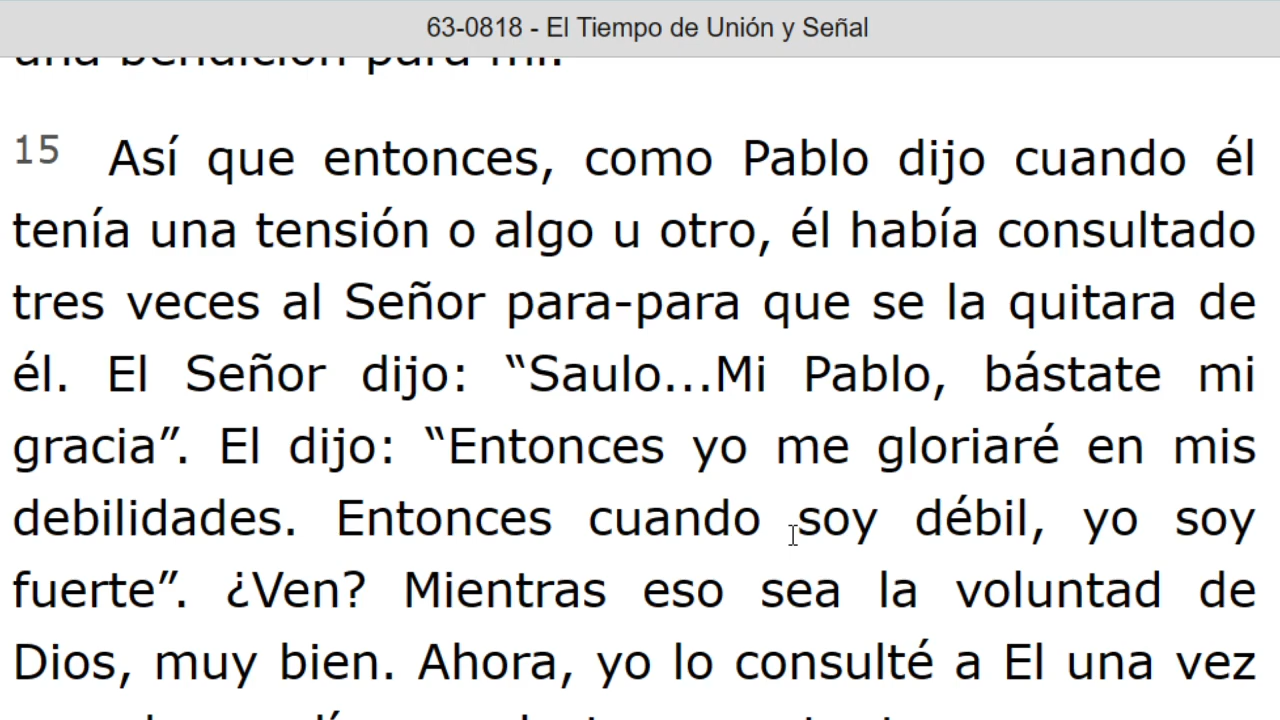 63-0818 - El Tiempo de Unión y Señal
una bendición para mí.
15 Así que entonces, como Pablo dijo cuando él
tenía una tensión o algo u otro, él había consultado
tres veces al Señor para-para que se la quitara de
él. El Señor dijo: “Saulo...Mi Pablo, bástate mi
gracia”. El dijo: “Entonces yo me gloriaré en mis
debilidades. Entonces cuando soy débil, yo soy
fuerte”. ¿Ven? Mientras eso sea la voluntad de
Dios, muy bien. Ahora, yo lo consulté a El una vez